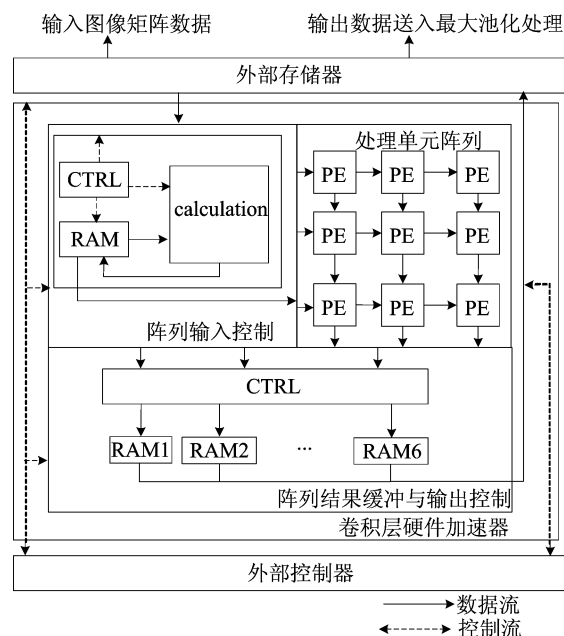 输入图像矩阵数据
输出数据送入最大池化处理
外部存储器
处理单元阵列
CTRL
calculation
RAM
PE PE PE
PE PE PE
PE PE PE
阵列输入控制
CTRL
RAM1 RAM2 ... RAM6
阵列结果缓冲与输出控制
卷积层硬件加速器
外部控制器
数据流
控制流